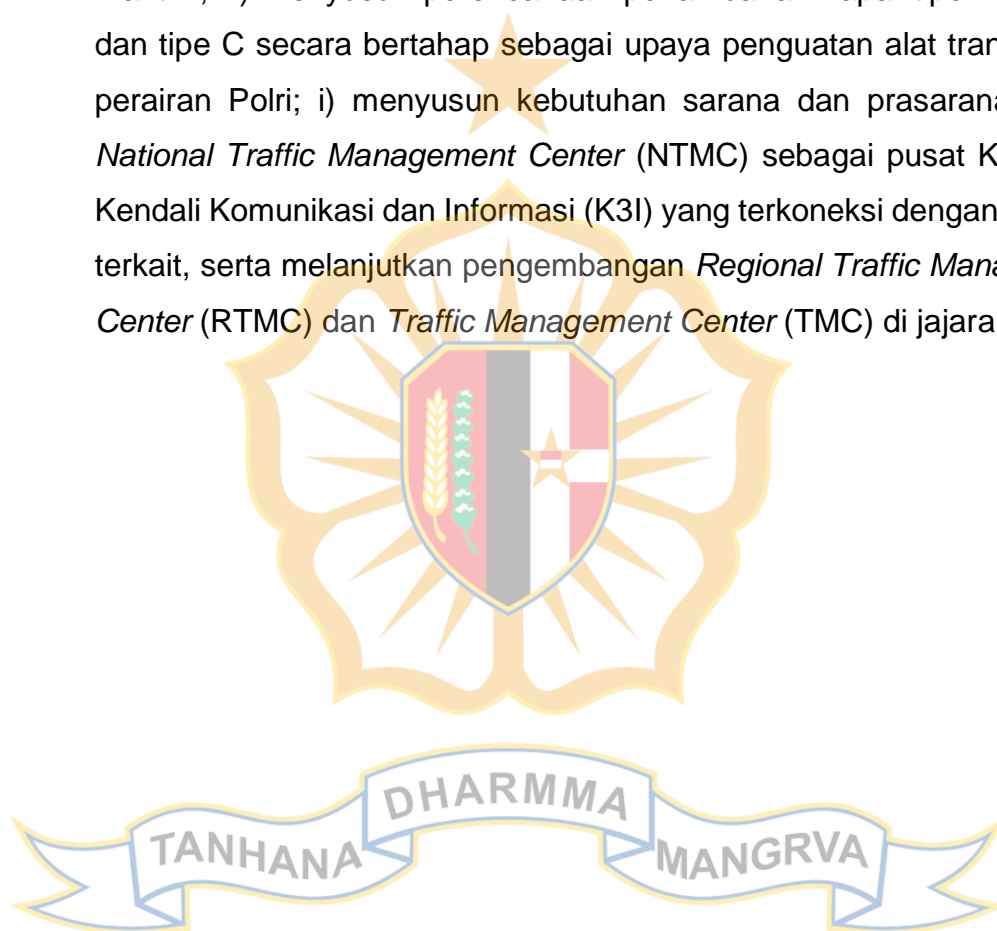 dan tipe C secara bertahap sebagai upaya penguatan alat tran
perairan Polri; i) menyusun kebutuhan sarana dan prasarana
National Traffic Management Center (NTMC) sebagai pusat K
Kendali Komunikasi dan Informasi (K3I) yang terkoneksi dengan
terkait, serta melanjutkan pengembangan Regional Traffic Mana
Center (RTMC) dan Traffic Management Center (TMC) di jajara
TANHANA DHARMMA MANGRVA